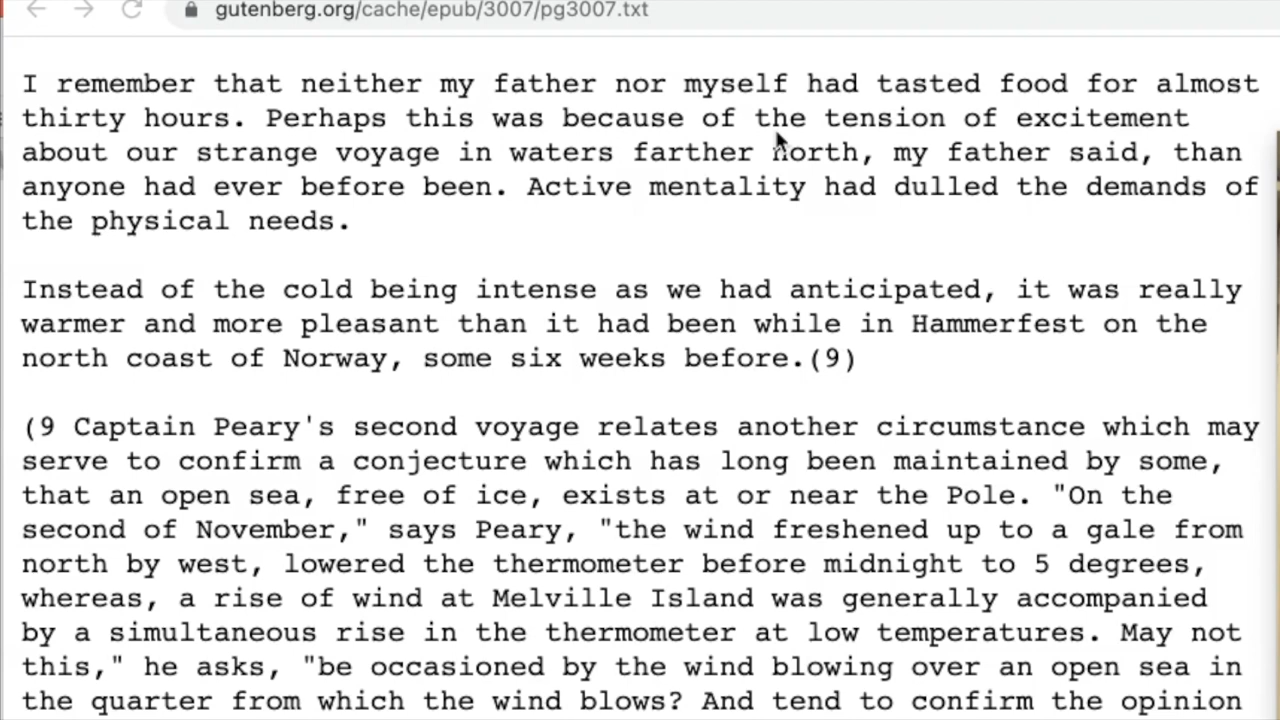 gutenberg.org/cache/epub/3007/pg3007.txt
I remember that neither my father nor myself had tasted food for almost
thirty hours. Perhaps this was because of the tension of excitement
about our strange voyage in waters farther north, my father said, than
anyone had ever before been. Active mentality had dulled the demands of
the physical needs.
Instead of the cold being intense as we had anticipated, it was really
warmer and more pleasant than it had been while in Hammerfest on the
north coast of Norway, some six weeks before.(9)
(9 Captain Peary's second voyage relates another circumstance which may
serve to confirm a conjecture which has long been maintained by some,
that an open sea, free of ice, exists at or near the Pole. "On the
second of November," says Peary, "the wind freshened up to a gale from
north by west, lowered the thermometer before midnight to 5 degrees,
whereas, a rise of wind at Melville Island was generally accompanied
by a simultaneous rise in the thermometer at low temperatures. May not
this," he asks, "be occasioned by the wind blowing over an open sea in
the quarter from which the wind blows? And tend to confirm the opinion